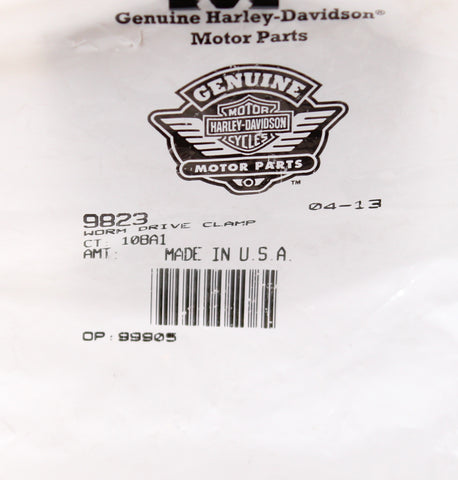 Genuine Harley-Davidson®
Motor Parts
GENUINE
MOTOR
HARLEY-DAVIDSON
CYCLES
MOTOR PARTS
™
04-13
9823
WORM DRIVE CLAMP
CT: 108A1
AMT: MADE IN U.S.A.
OP: 99905